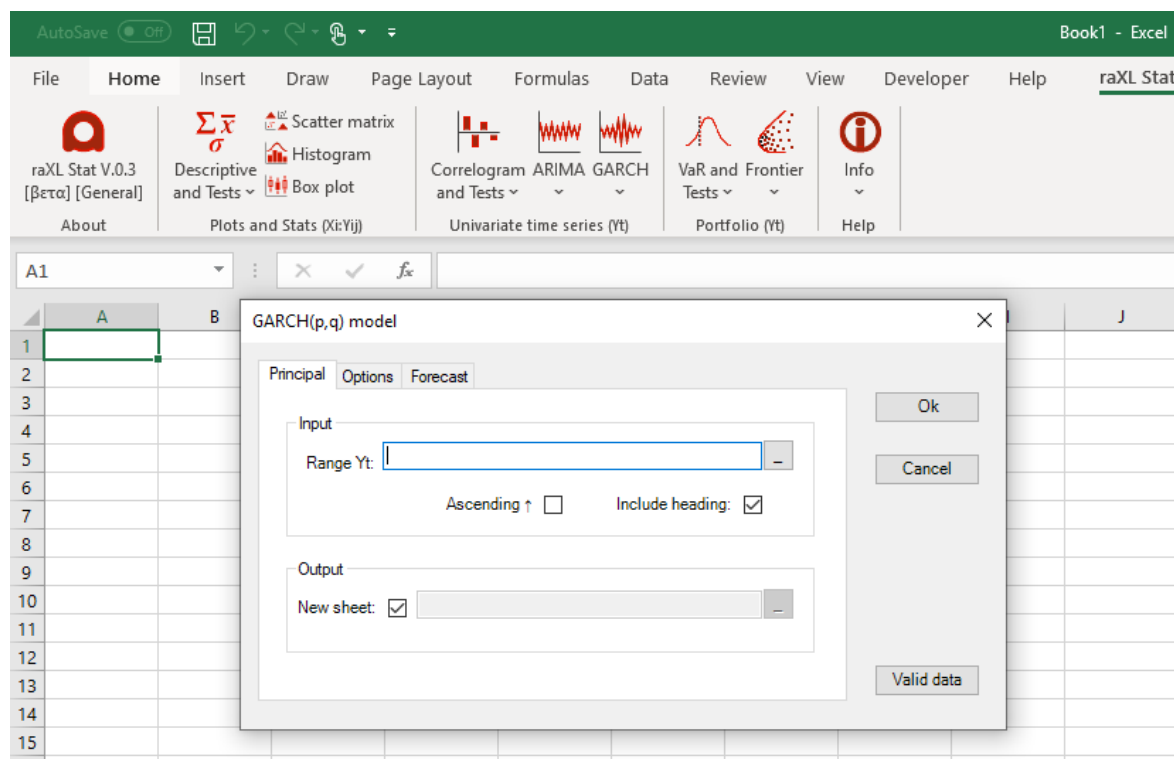 AutoSave Off Book1 - Excel
File Home Insert Draw Page Layout Formulas Data Review View Developer Help raXL Stat
Σ x̄ Scatter matrix
σ Histogram
raXL Stat V.0.3 Descriptive Box plot Correlogram ARIMA GARCH VaR and Frontier Info
[βετα] [General] and Tests and Tests Tests
About Plots and Stats (Xi:Yij) Univariate time series (Yt) Portfolio (Yt) Help
A1 fx
A B J
GARCH(p,q) model
1
2 Principal Options Forecast
3 Ok
4 Input
5 Range Yt: _ Cancel
6
7 Ascending ↑ Include heading:
8
9 Output
10 New sheet: _
11
12
13 Valid data
14
15